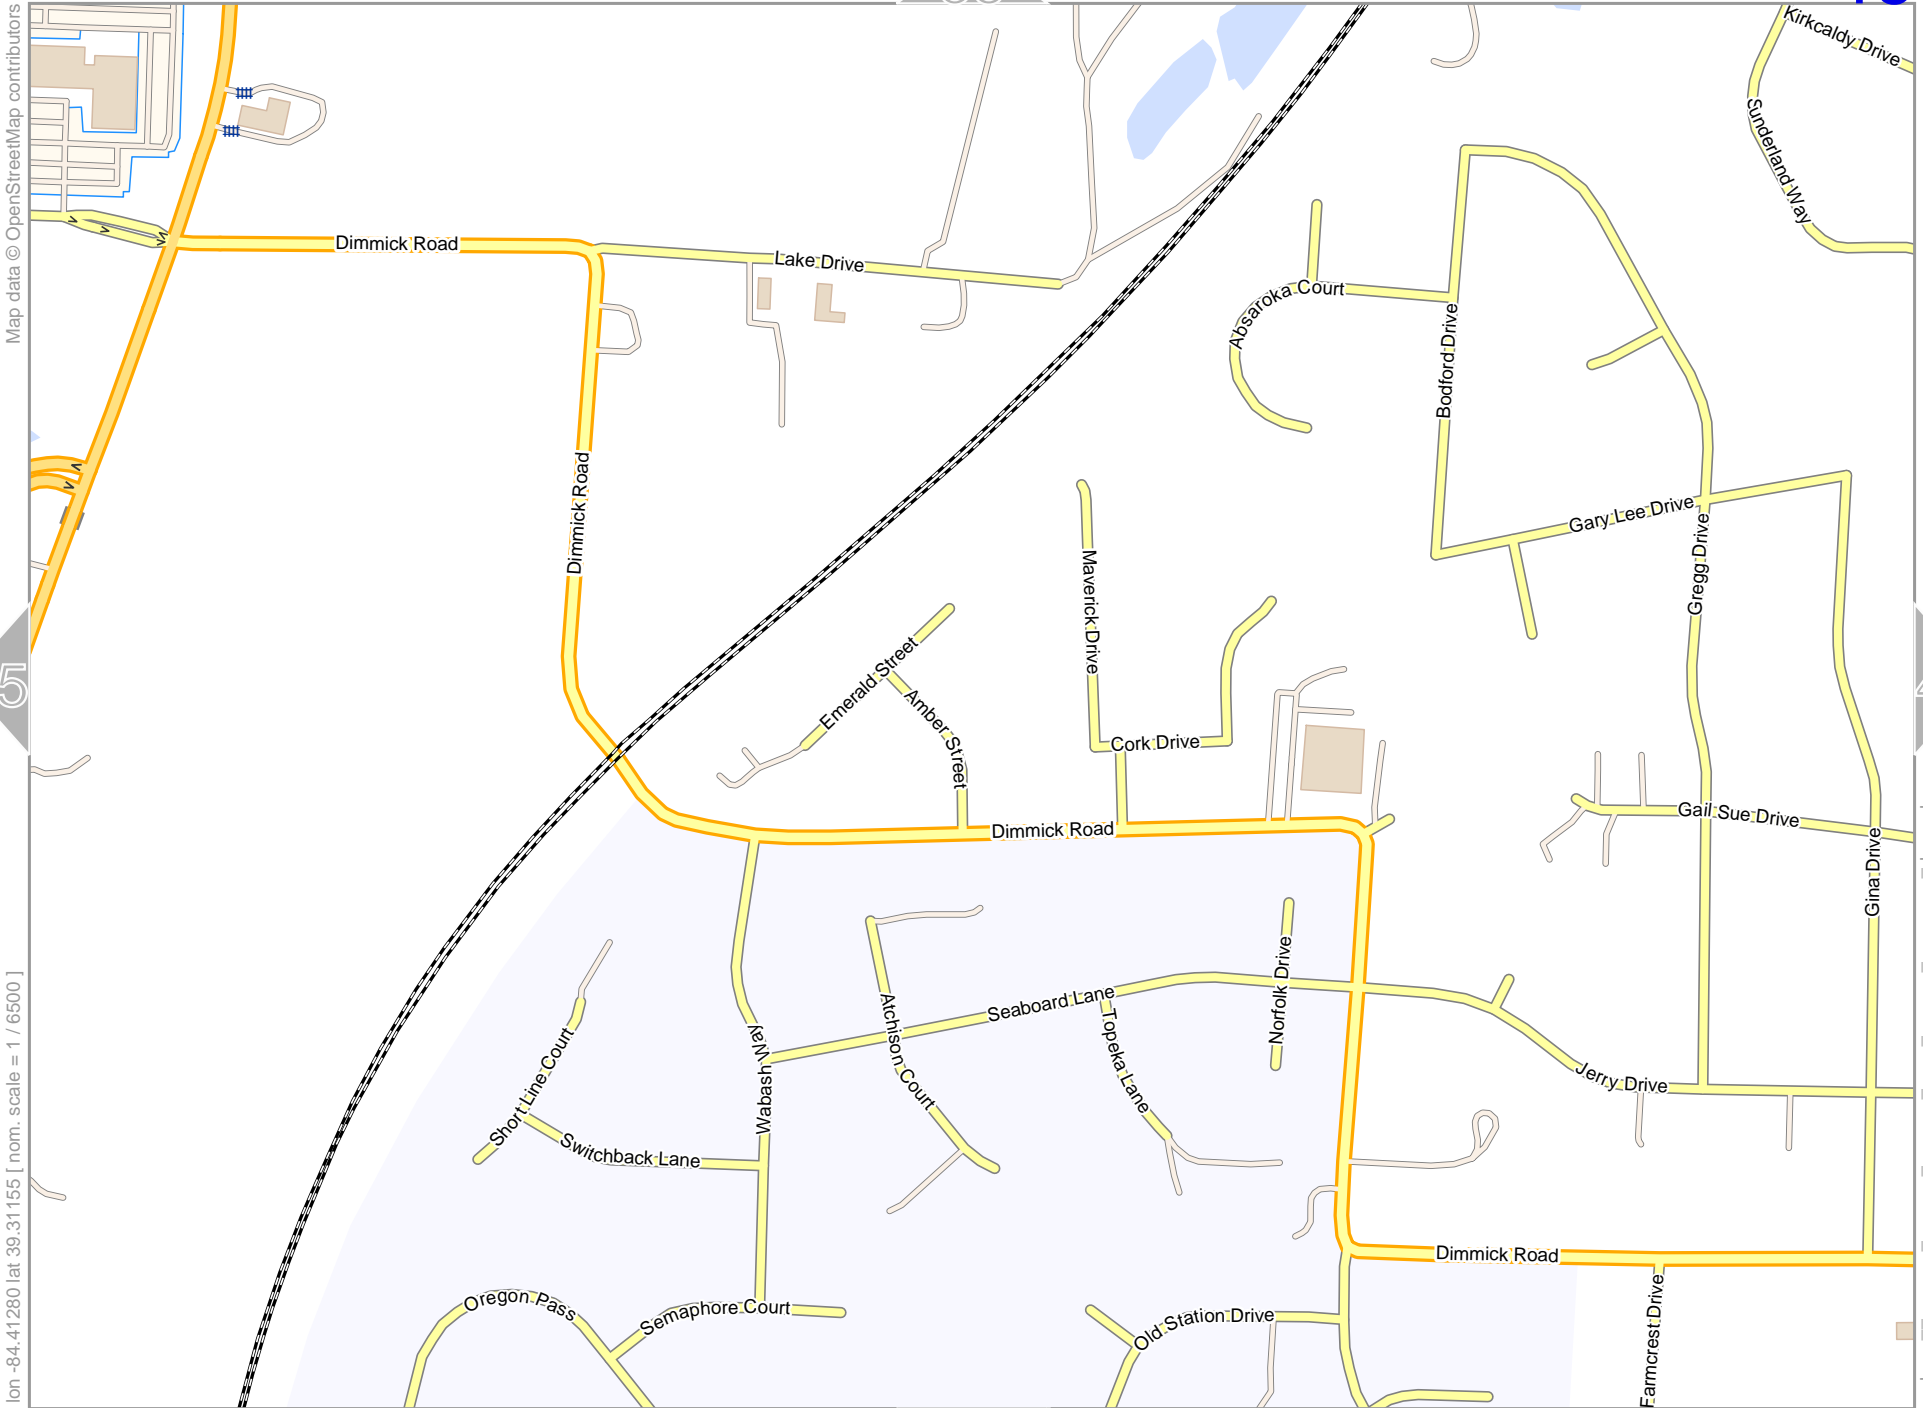 Map data © OpenStreetMap contributors
Kirkcaldy Drive
Sunderland Way
Dimmick Road
Lake Drive
Absaroka Court
Bodford Drive
Dimmick Road
Gary Lee Drive
Gregg Drive
Maverick Drive
Emerald Street
Amber Street
5
Cork Drive
Gail Sue Drive
Dimmick Road
Gina Drive
Norfolk Drive
Seaboard Lane
Atchison Court
Topeka Lane
Wabash Way
Short Line Court
Jerry Drive
Switchback Lane
Dimmick Road
Oregon Pass
Semaphore Court
Old Station Drive
Farmcrest Drive
lon -84.41280 lat 39.31155 [ nom. scale = 1 / 6500 ]